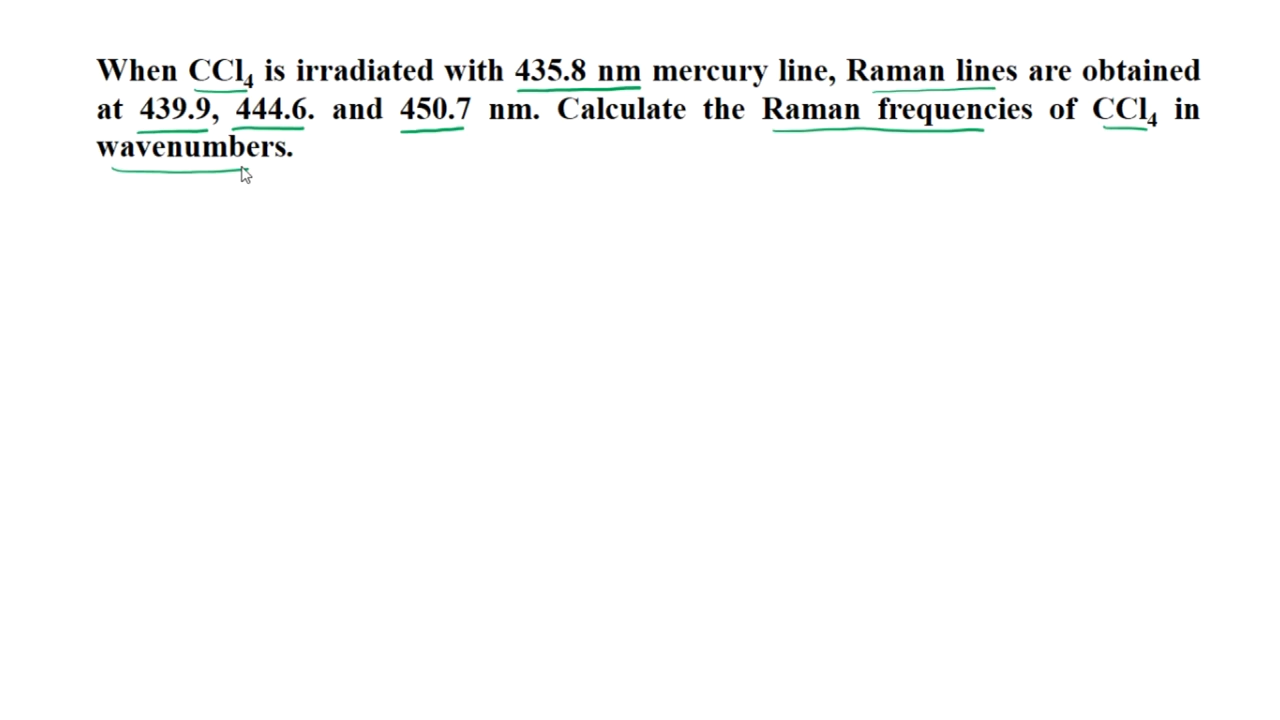 When CCl₄ is irradiated with 435.8 nm mercury line, Raman lines are obtained
at 439.9, 444.6. and 450.7 nm. Calculate the Raman frequencies of CCl₄ in
wavenumbers.